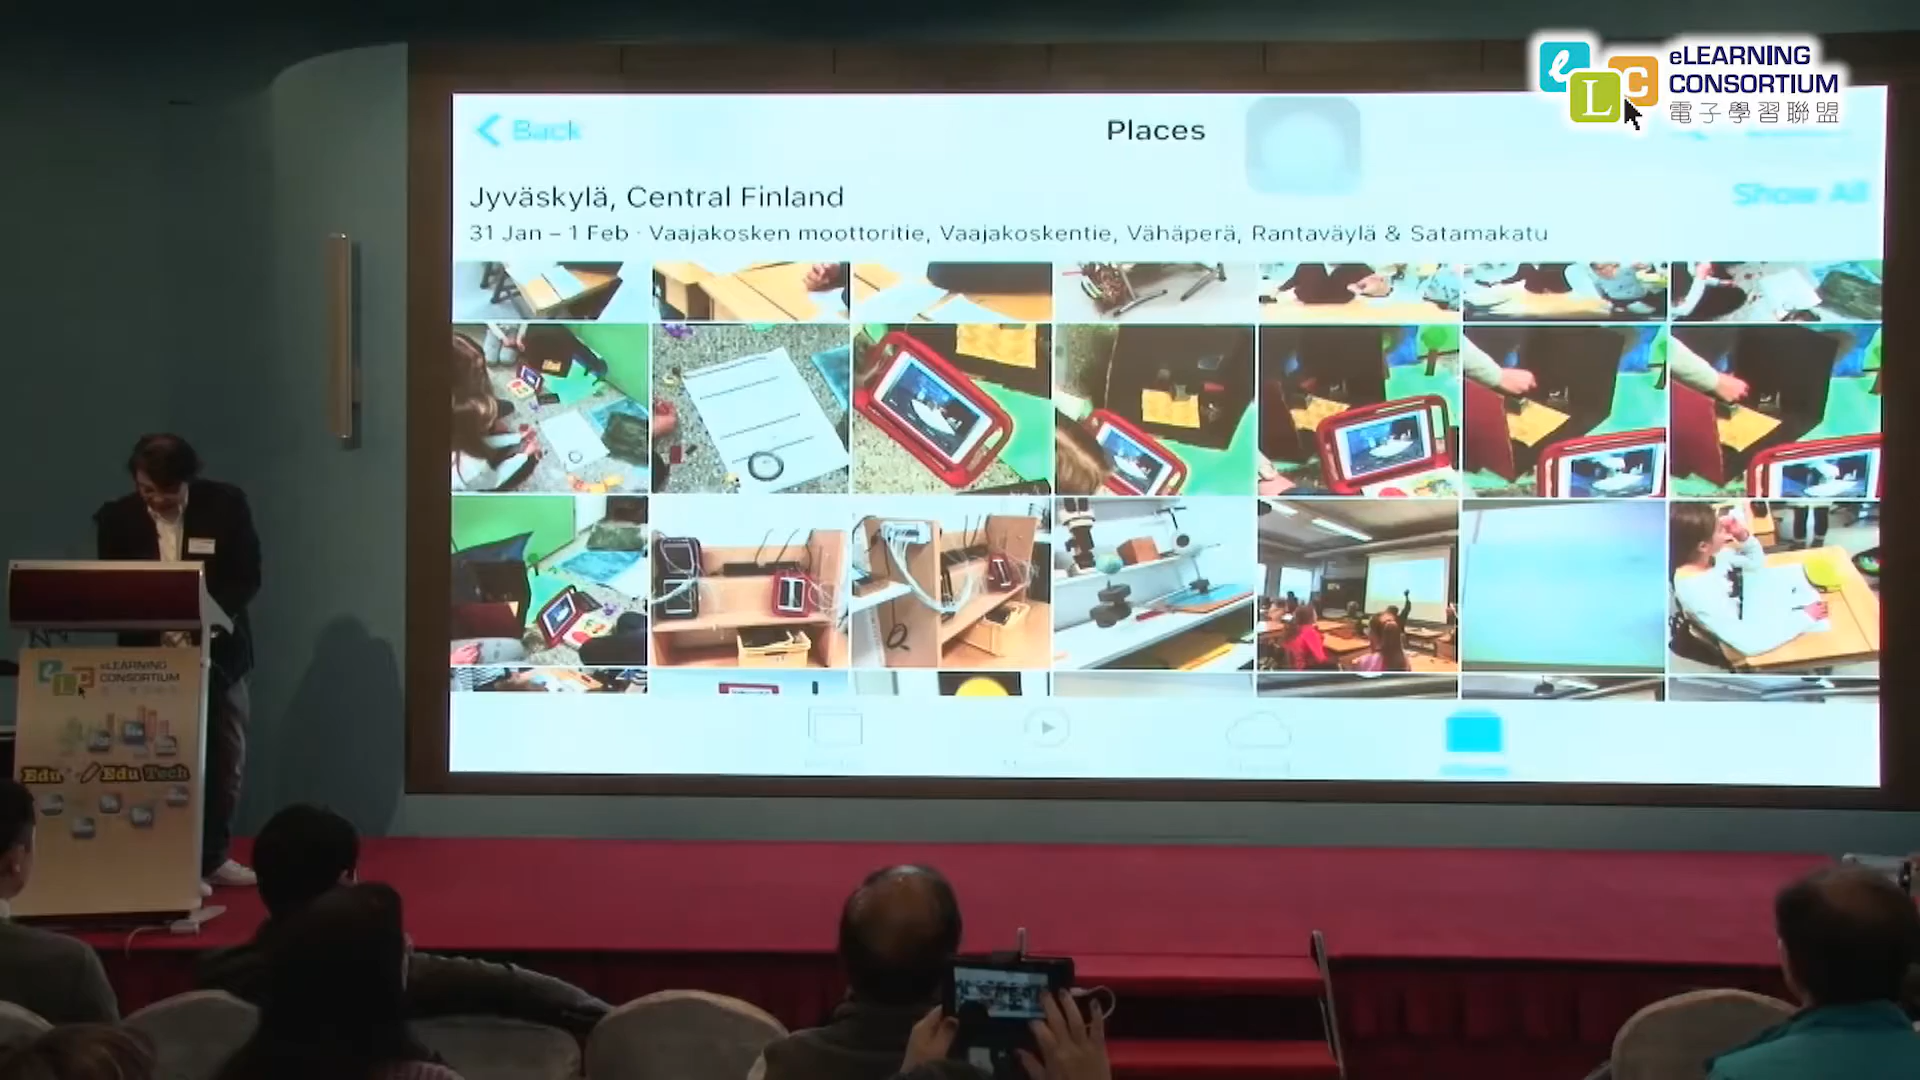 eLEARNING
CONSORTIUM
電子學習聯盟
e
L
C
Back
Places
Jyväskylä, Central Finland
Show All
31 Jan – 1 Feb · Vaajakosken moottoritie, Vaajakoskentie, Vähäperä, Rantaväylä & Satamakatu
eLEARNING
CONSORTIUM
e
L
C
Edu
Edu Tech